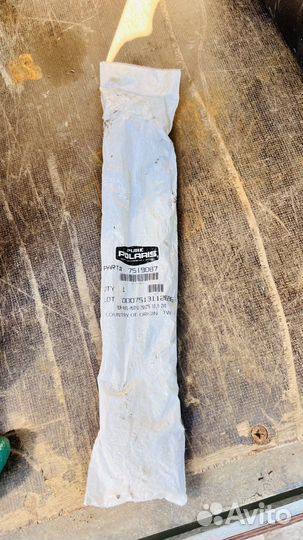 PURE
POLARIS
PART# 7519087
QTY 1
LOT
COUNTRY OF ORIGIN TW
Avito